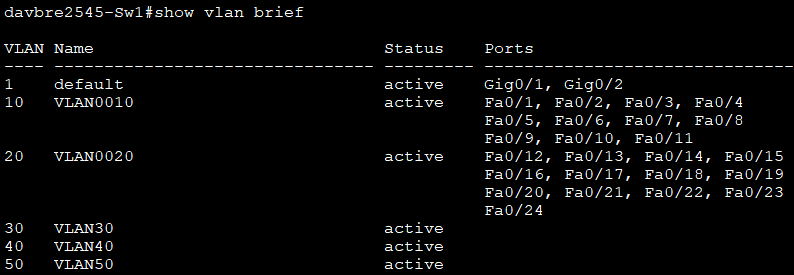 davbre2545-Sw1#show vlan brief
VLAN Name                             Status    Ports
---- -------------------------------- --------- -------------------------------
1    default                          active    Gig0/1, Gig0/2
10   VLAN0010                         active    Fa0/1, Fa0/2, Fa0/3, Fa0/4
                                                Fa0/5, Fa0/6, Fa0/7, Fa0/8
                                                Fa0/9, Fa0/10, Fa0/11
20   VLAN0020                         active    Fa0/12, Fa0/13, Fa0/14, Fa0/15
                                                Fa0/16, Fa0/17, Fa0/18, Fa0/19
                                                Fa0/20, Fa0/21, Fa0/22, Fa0/23
                                                Fa0/24
30   VLAN30                           active
40   VLAN40                           active
50   VLAN50                           active